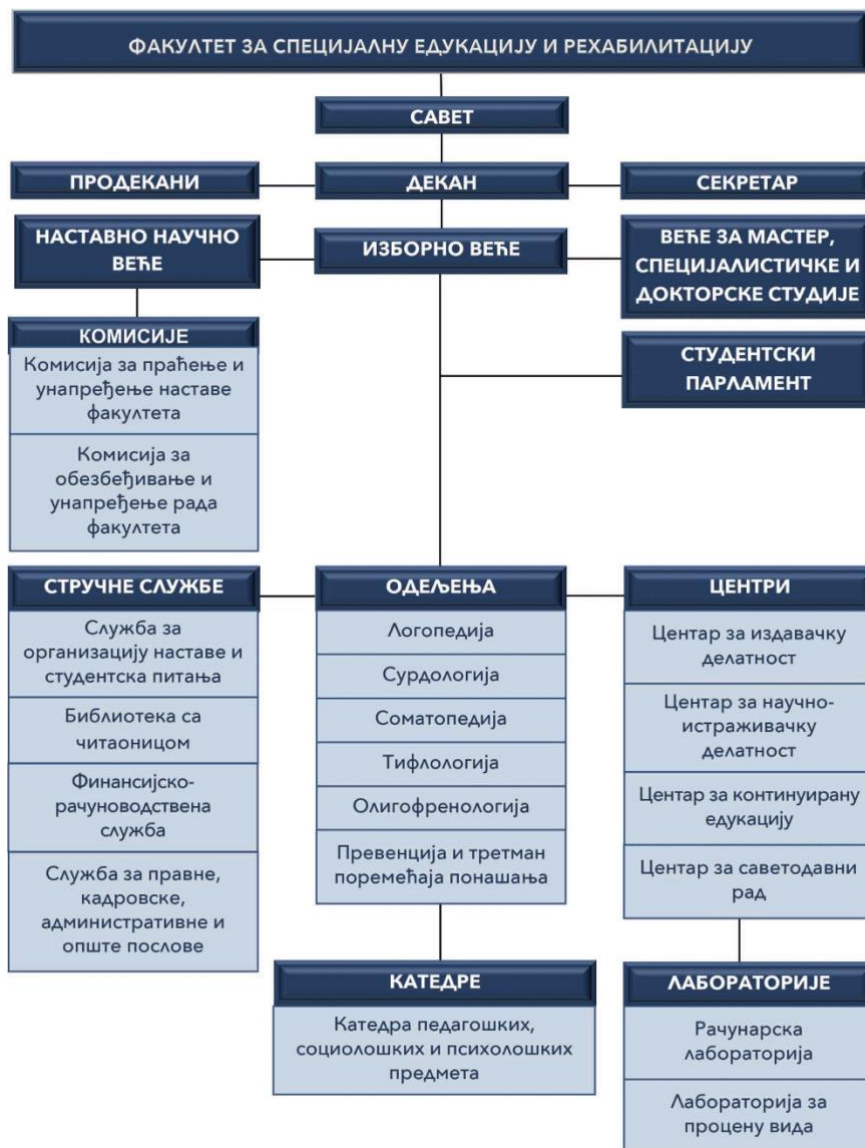 ФАКУЛТЕТ ЗА СПЕЦИЈАЛНУ ЕДУКАЦИЈУ И РЕХАБИЛИТАЦИЈУ
САВЕТ
ПРОДЕКАНИ
ДЕКАН
СЕКРЕТАР
НАСТАВНО НАУЧНО
ВЕЋЕ
ИЗБОРНО ВЕЋЕ
ВЕЋЕ ЗА МАСТЕР,
СПЕЦИЈАЛИСТИЧКЕ И
ДОКТОРСКЕ СТУДИЈЕ
КОМИСИЈЕ
Комисија за праћење и
унапређење наставе
факултета
Комисија за
обезбеђивање и
унапређење рада
факултета
СТУДЕНТСКИ
ПАРЛАМЕНТ
СТРУЧНЕ СЛУЖБЕ
Служба за
организацију наставе и
студентска питања
Библиотека са
читаоницом
Финансијско-
рачуноводствена
служба
Служба за правне,
кадровске,
административне и
опште послове
ОДЕЉЕЊА
Логопедија
Сурдологија
Соматопедија
Тифлологија
Олигофренологија
Превенција и третман
поремећаја понашања
ЦЕНТРИ
Центар за издавачку
делатност
Центар за научно-
истраживачку
делатност
Центар за континуирану
едукацију
Центар за саветодавни
рад
КАТЕДРЕ
Катедра педагошких,
социолошких и психолошких
предмета
ЛАБОРАТОРИЈЕ
Рачунарска
лабораторија
Лабораторија за
процену вида